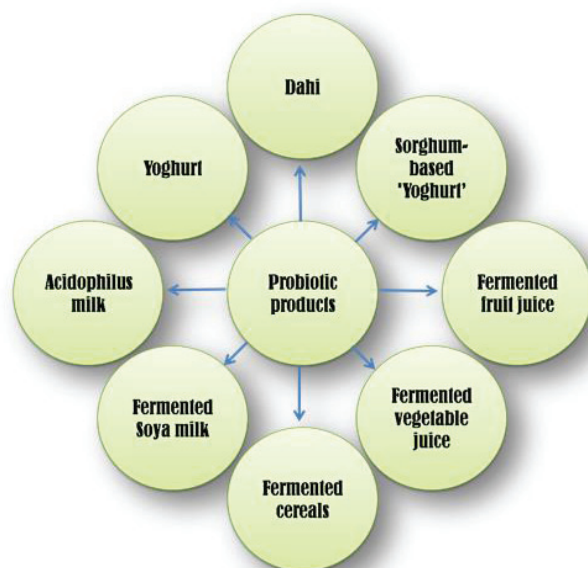 Dahi
Yoghurt
Sorghum-
based
'Yoghurt'
Acidophilus
milk
Probiotic
products
Fermented
fruit juice
Fermented
Soya milk
Fermented
vegetable
juice
Fermented
cereals